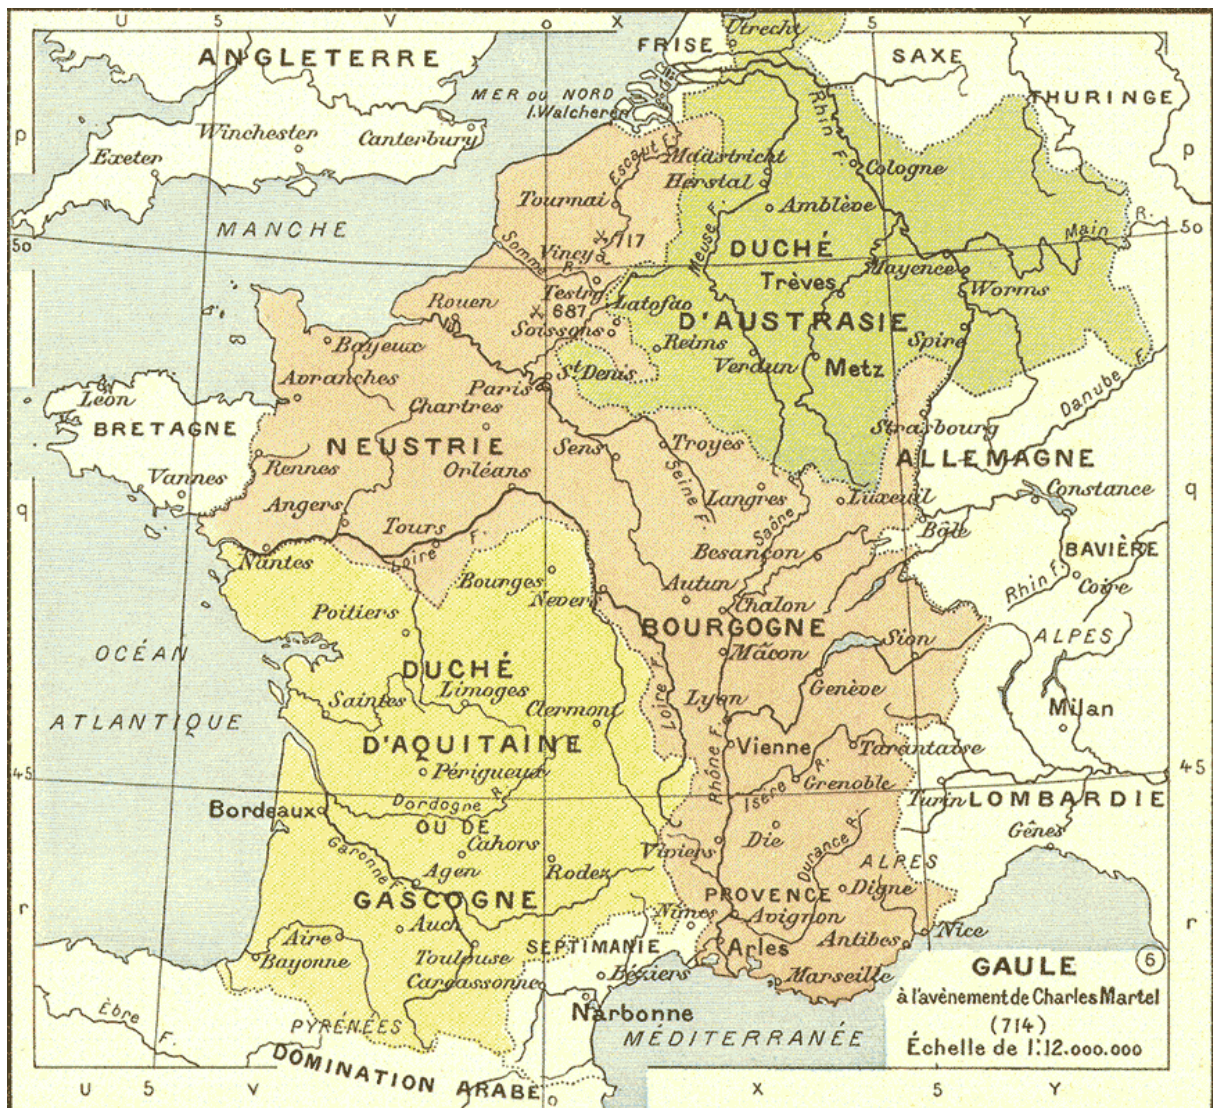 U 5 V 0 X 5 Y
Utrecht
FRISE
SAXE
ANGLETERRE
MER DU NORD
I. Walcheren
THURINGE
Rhin F.
p
Winchester
Canterbury
Exeter
Escaut F.
Maastricht
Herstal
Cologne
p
Tournai
Amblève
MANCHE
717
Meuse F.
DUCHÉ
Main
R.
50
50
Somme R.
Vincy
Mayence
Trèves
Worms
Testry
Rouen
687
Latofao
D'AUSTRASIE
Soissons
Bayeux
Reims
Spire
Verdun
Metz
St Denis
Avranches
Paris
Léon
Chartres
Danube F.
BRETAGNE
Strasbourg
NEUSTRIE
Sens
Troyes
ALLEMAGNE
Rennes
Orléans
Vannes
Seine F.
Langres
Luxeuil
Constance
q
q
Angers
Tours
Saône R.
Bâle
Loire F.
Besançon
BAVIÈRE
Nantes
Bourges
Autun
Rhin F.
Coire
Nevers
Poitiers
Chalon
BOURGOGNE
Sion
ALPES
OCÉAN
Mâcon
DUCHÉ
Limoges
Genève
Saintes
Loire F.
Lyon
Clermont
Milan
ATLANTIQUE
D'AQUITAINE
Vienne
Tarantaise
Périgueux
Rhône F.
Isère R.
Grenoble
45
45
Dordogne R.
Turin
LOMBARDIE
Bordeaux
OU DE
Cahors
Die
Gênes
Garonne F.
Viviers
Durance R.
Agen
Rodez
ALPES
GASCOGNE
PROVENCE
Digne
r
r
Nîmes
Avignon
Auch
Nice
Aire
SEPTIMANIE
Arles
Antibes
Bayonne
Toulouse
Béziers
Marseille
Carcassonne
Narbonne
Èbre F.
PYRÉNÉES
MÉDITERRANÉE
DOMINATION ARABE
6
GAULE
à l'avènement de Charles Martel
(714)
Échelle de 1:12.000.000
U 5 V 0 X 5 Y